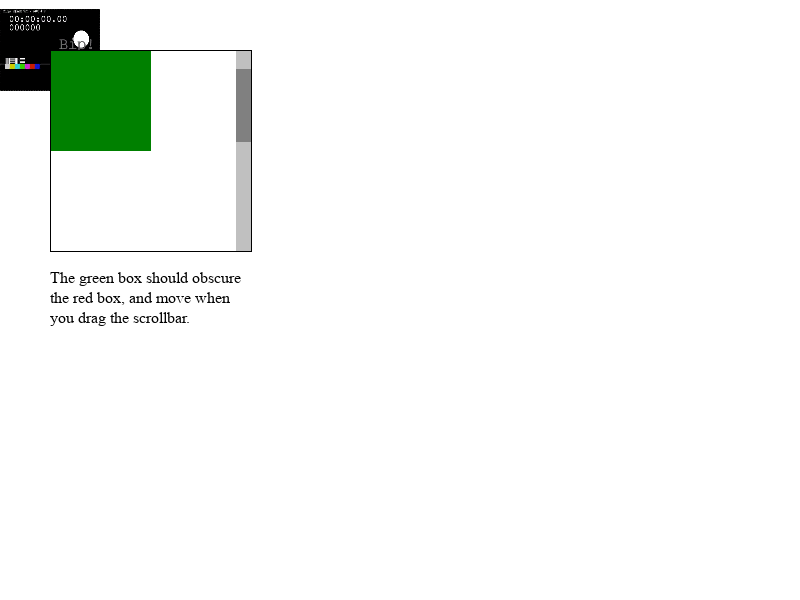 00:00:00.00
000000
Bip!
The green box should obscure
the red box, and move when
you drag the scrollbar.